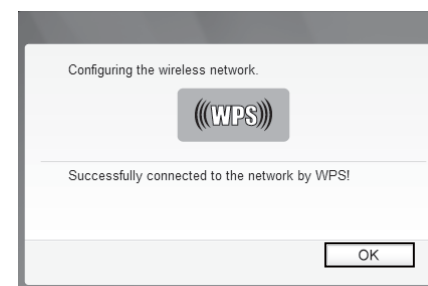 Configuring the wireless network.
(((WPS)))
Successfully connected to the network by WPS!
OK